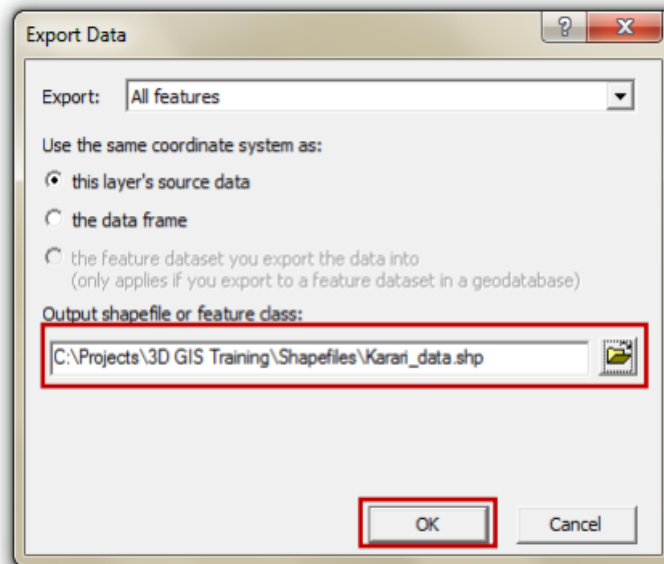 Export Data
Export: All features
Use the same coordinate system as:
this layer's source data
the data frame
the feature dataset you export the data into
(only applies if you export to a feature dataset in a geodatabase)
Output shapefile or feature class:
C:\Projects\3D GIS Training\Shapefiles\Karari_data.shp
OK Cancel